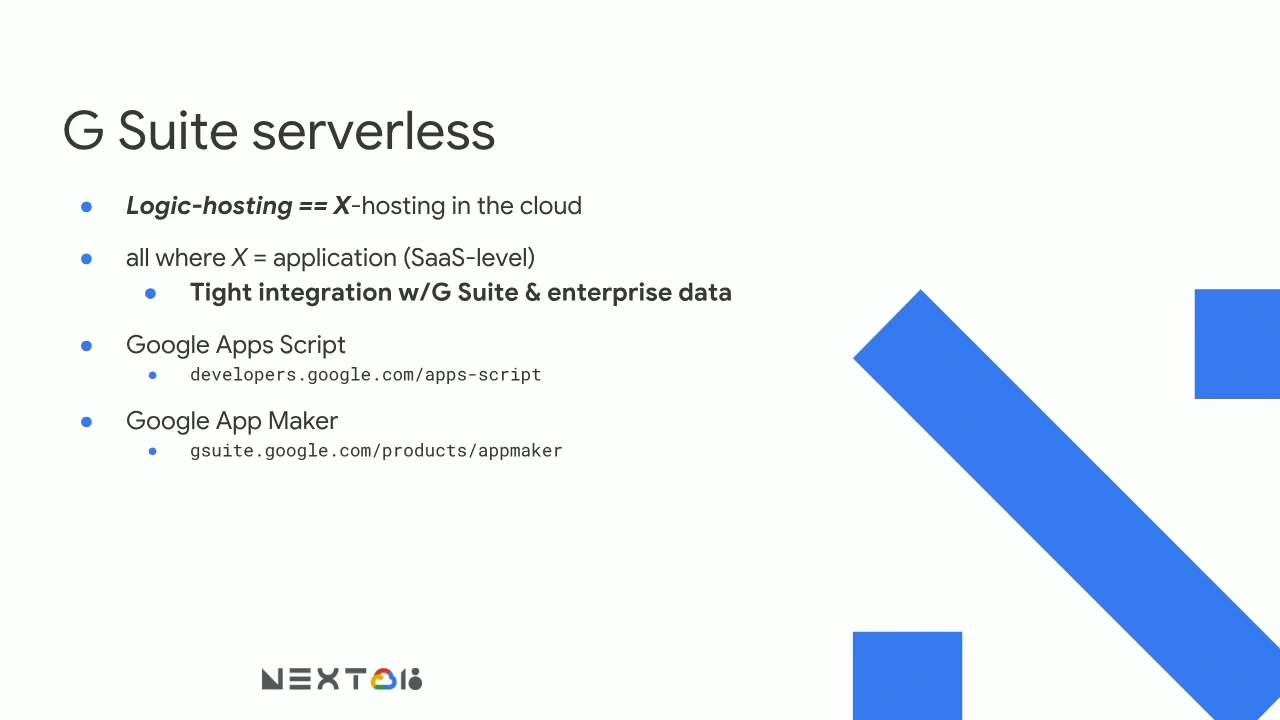 G Suite serverless
Logic-hosting == X-hosting in the cloud
all where X = application (SaaS-level)
Tight integration w/G Suite & enterprise data
Google Apps Script
developers.google.com/apps-script
Google App Maker
gsuite.google.com/products/appmaker
NEXT 18